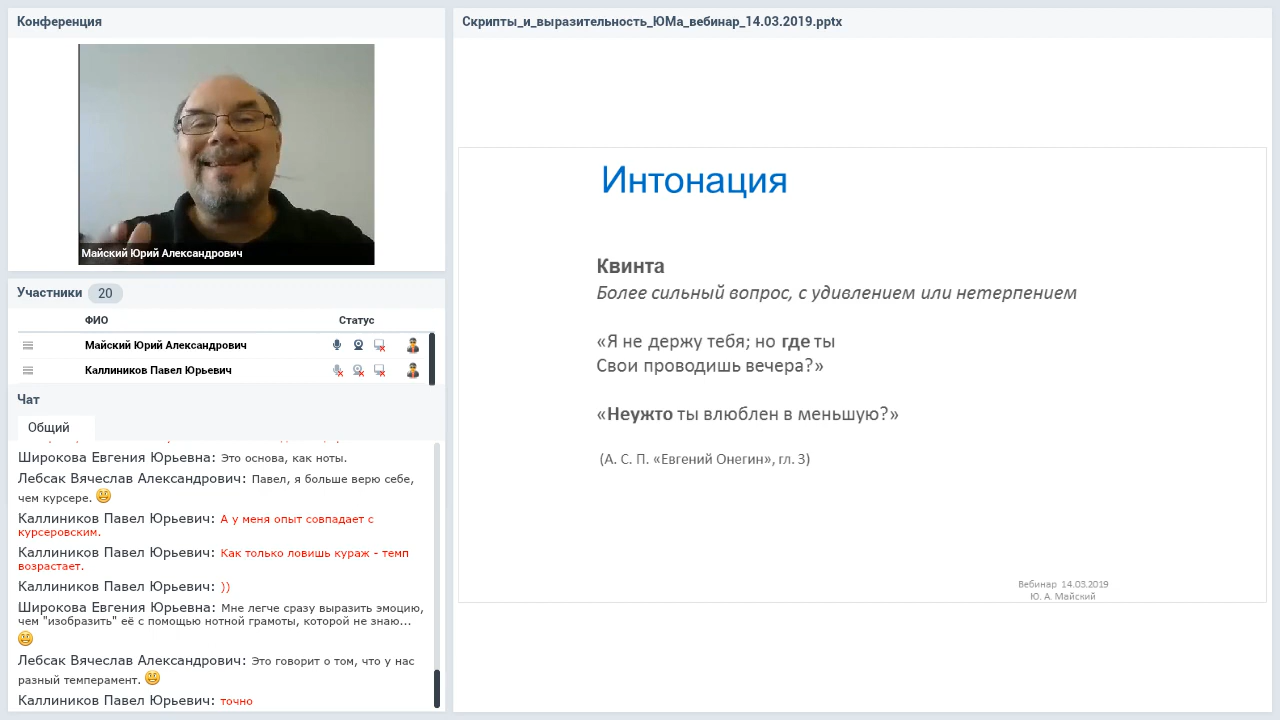 Конференция
Майский Юрий Александрович
Участники 20
ФИО Статус
Майский Юрий Александрович
Каллиников Павел Юрьевич
Чат
Общий
Широкова Евгения Юрьевна: Это основа, как ноты.
Лебсак Вячеслав Александрович: Павел, я больше верю себе,
чем курсере.
Каллиников Павел Юрьевич: А у меня опыт совпадает с
курсеровским.
Каллиников Павел Юрьевич: Как только ловишь кураж - темп
возрастает.
Каллиников Павел Юрьевич: ))
Широкова Евгения Юрьевна: Мне легче сразу выразить эмоцию,
чем "изобразить" её с помощью нотной грамоты, которой не знаю...
Лебсак Вячеслав Александрович: Это говорит о том, что у нас
разный темперамент.
Каллиников Павел Юрьевич: точно
Скрипты_и_выразительность_ЮМа_вебинар_14.03.2019.pptx
Интонация
Квинта
Более сильный вопрос, с удивлением или нетерпением
«Я не держу тебя; но где ты
Свои проводишь вечера?»
«Неужто ты влюблен в меньшую?»
(А. С. П. «Евгений Онегин», гл. 3)
Вебинар 14.03.2019
Ю. А. Майский